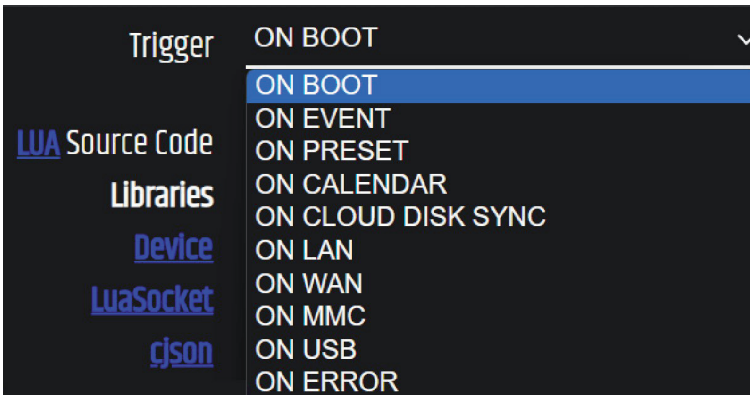 Trigger ON BOOT
ON BOOT
ON EVENT
LUA Source Code
ON PRESET
Libraries
ON CALENDAR
ON CLOUD DISK SYNC
Device
ON LAN
LuaSocket
ON WAN
ON MMC
cjson
ON USB
ON ERROR